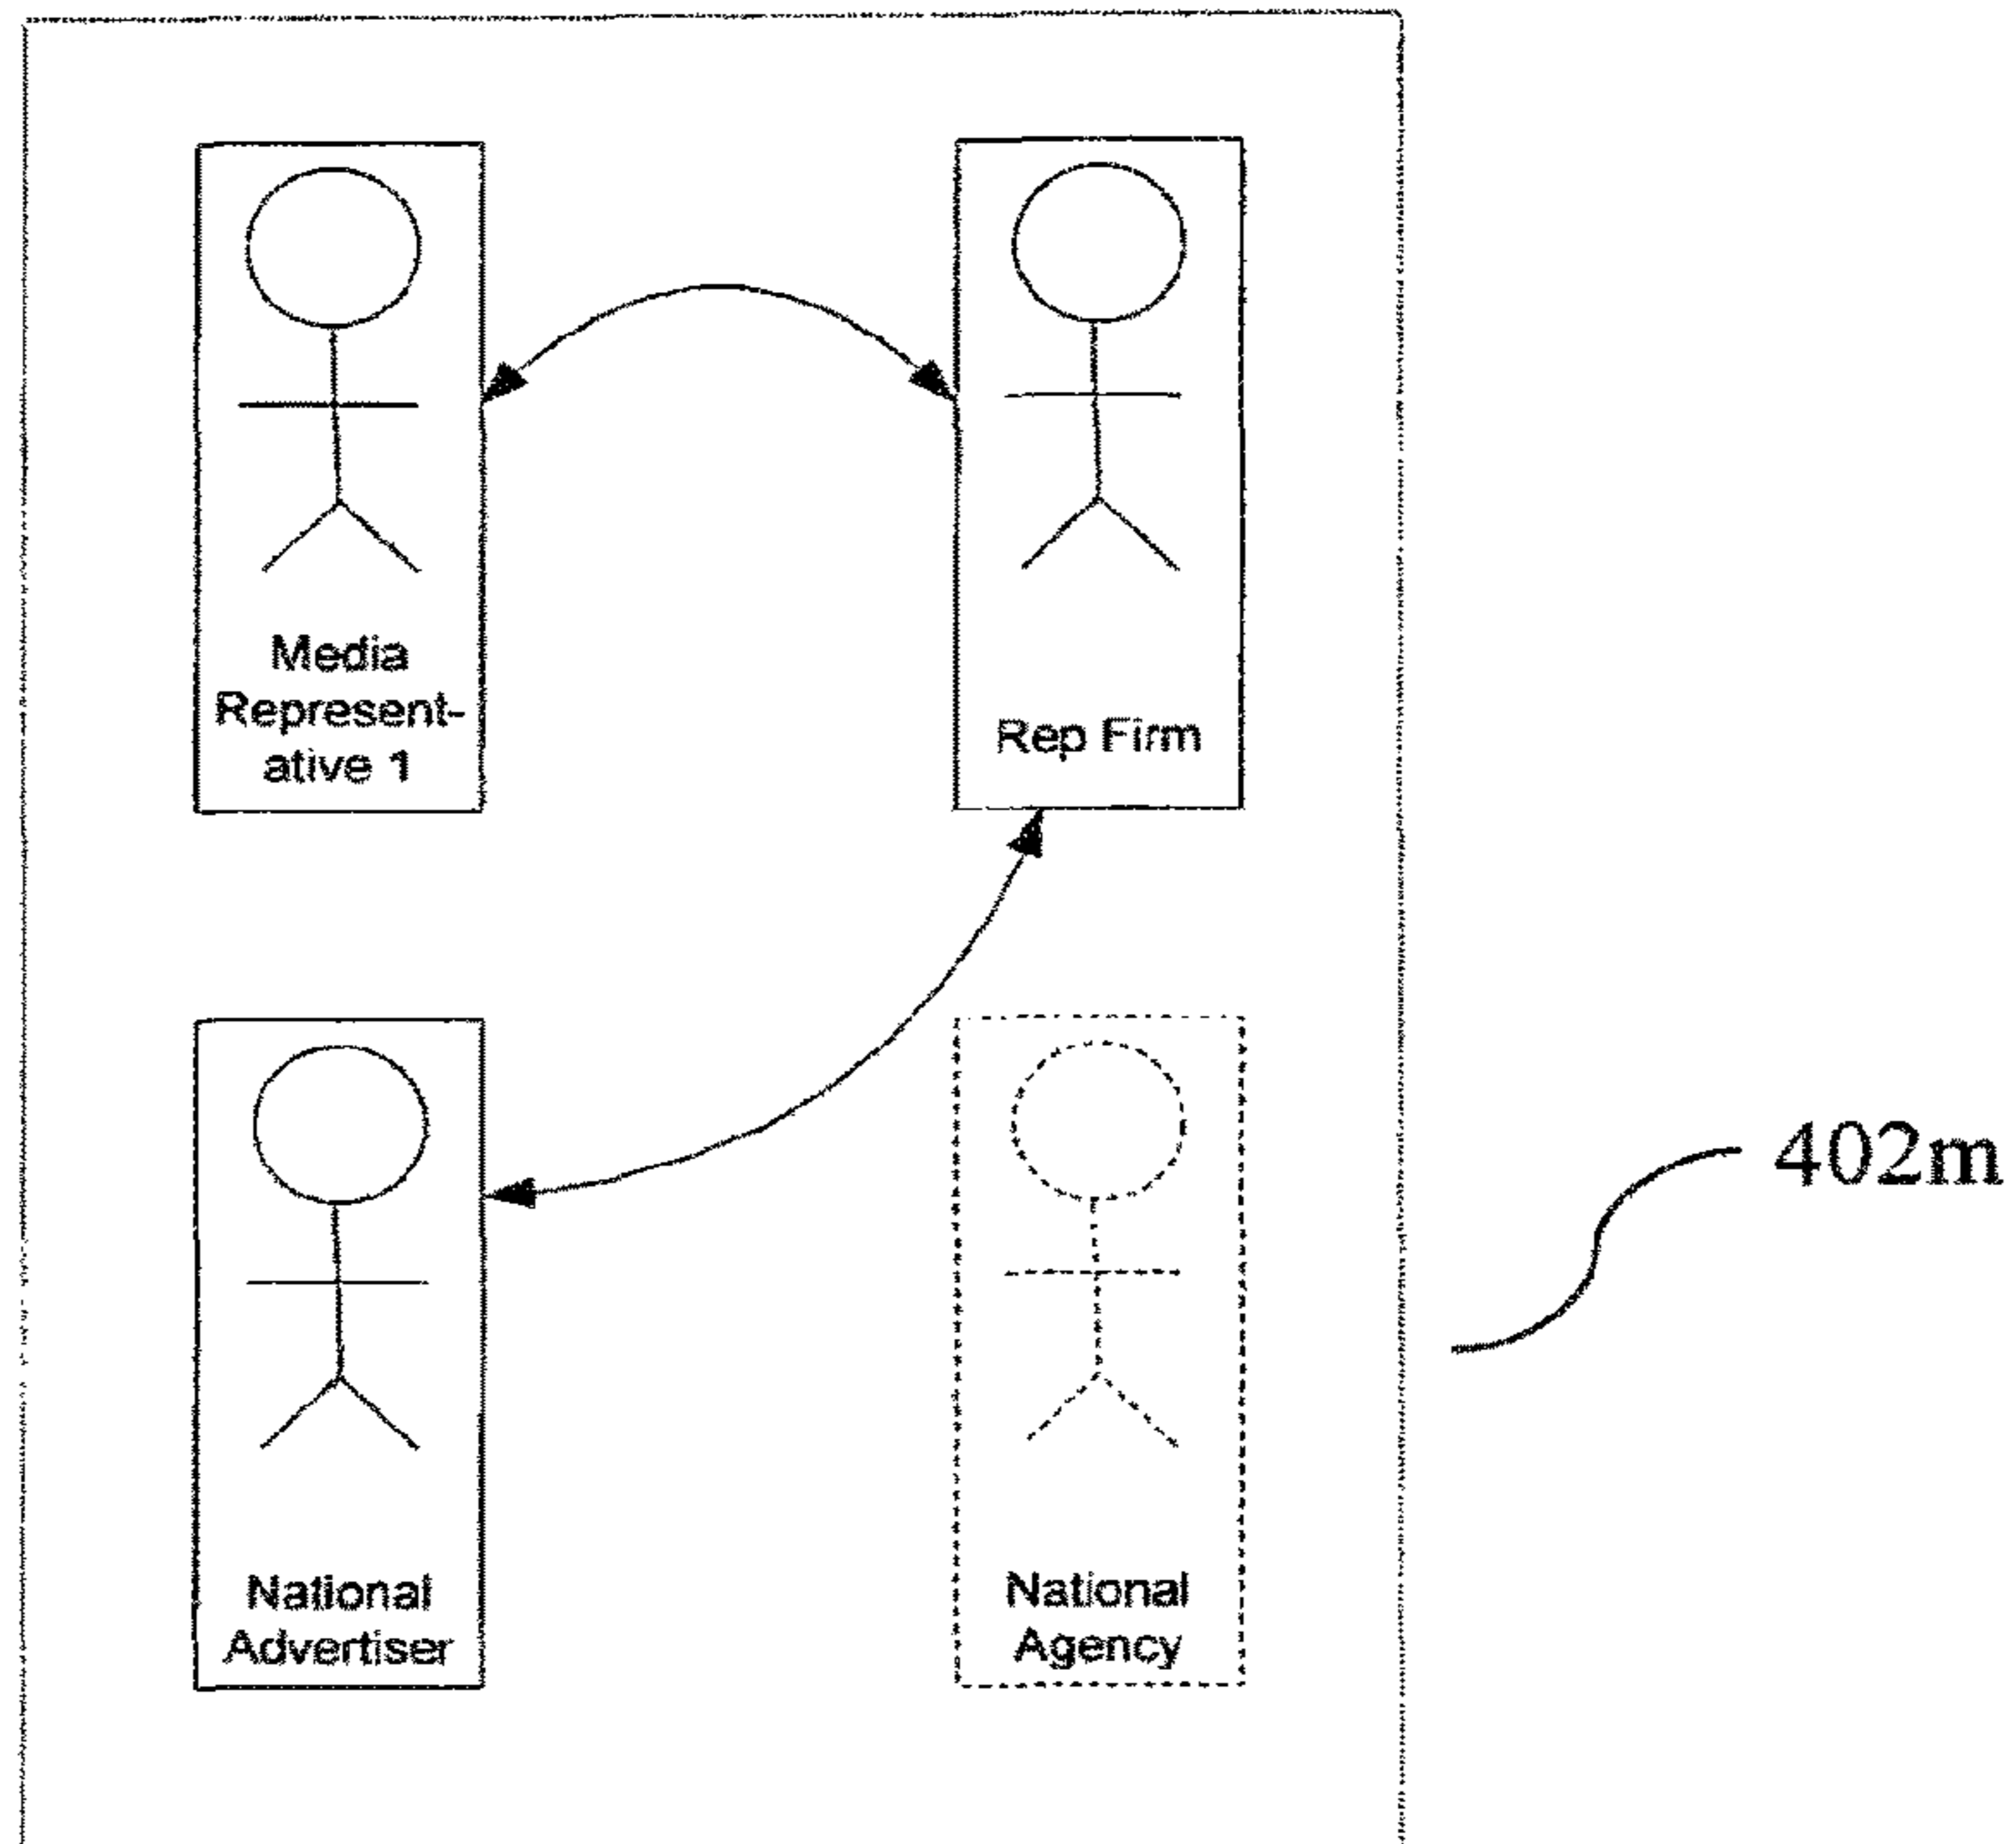 Media
Represent-
ative 1
Rep Firm
National
Advertiser
National
Agency
402m